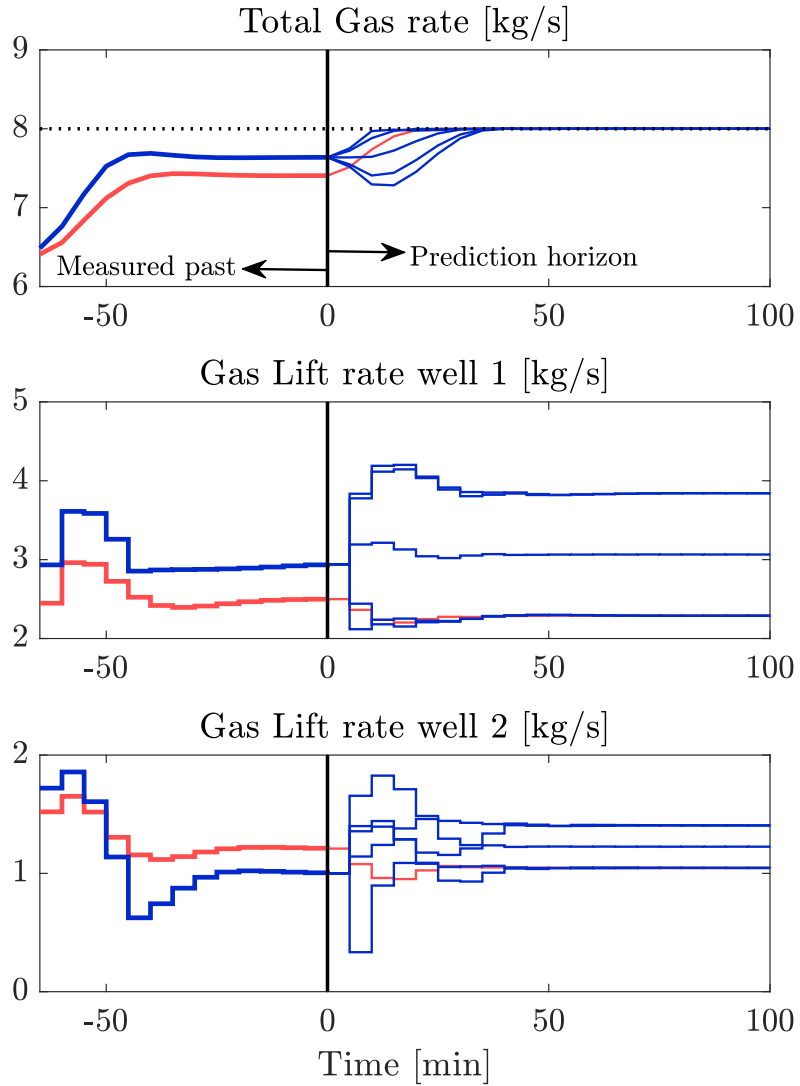 Total Gas rate [kg/s]
9
8
7
6
Measured past
Prediction horizon
-50 0 50 100
Gas Lift rate well 1 [kg/s]
5
4
3
2
-50 0 50 100
Gas Lift rate well 2 [kg/s]
2
1
0
-50 0 50 100
Time [min]